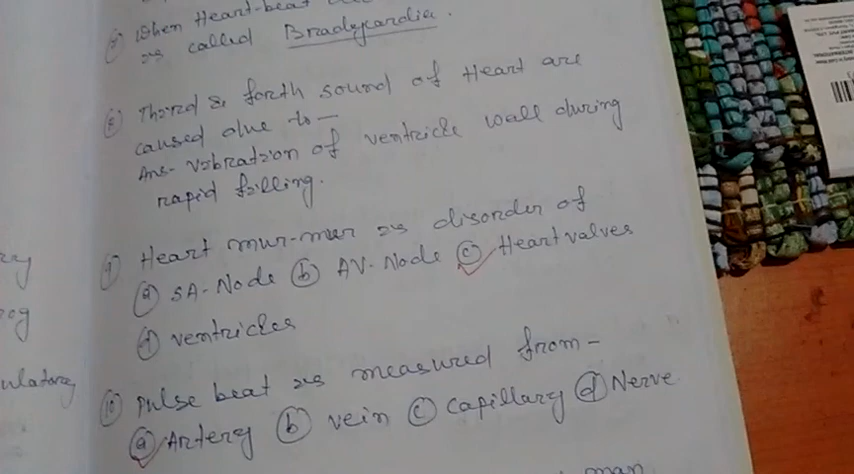 When Heart-beat
is called Bradycardia.
⑧ Third & forth sound of Heart are
caused due to-
Ans- Vibration of ventricle wall during
rapid filling.
⑨ Heart mur-mur is disorder of
ⓐ SA-Node ⓑ AV-Node ⓒ Heart valves
ⓓ ventricles
⑩ Pulse beat is measured from-
ⓐ Artery ⓑ vein ⓒ capillary ⓓ Nerve
man